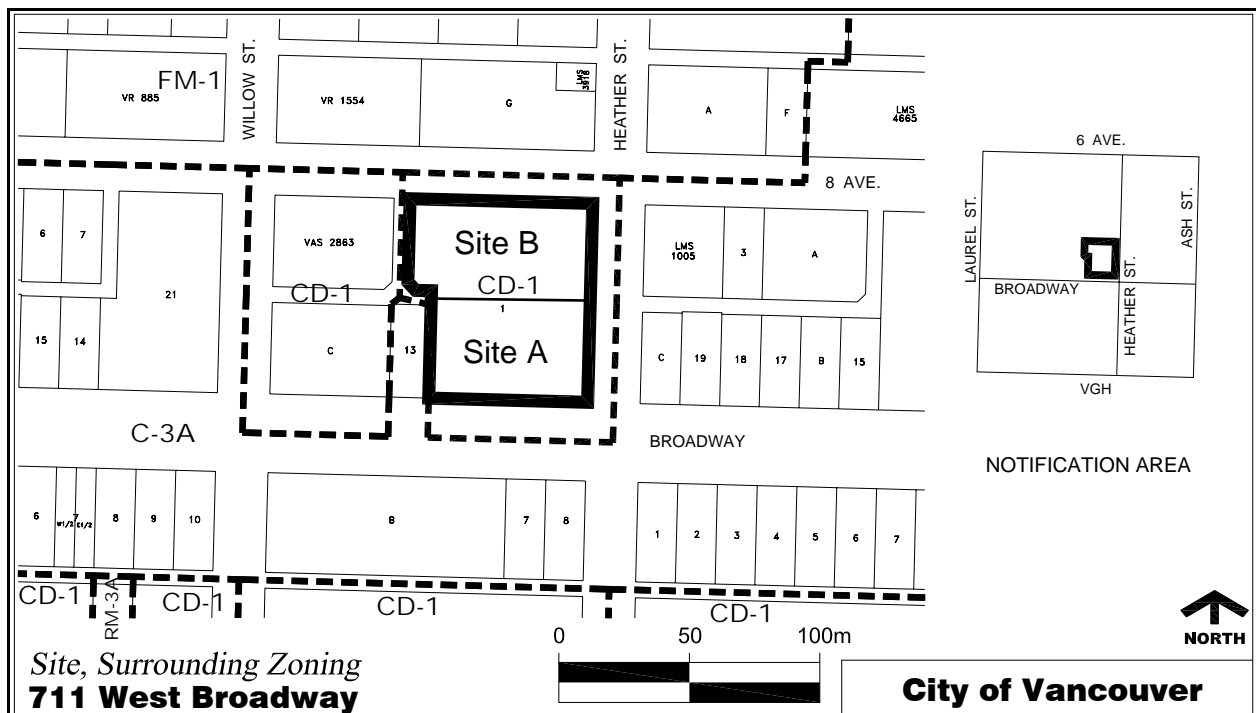 WILLOW ST.
HEATHER ST.
FM-1
VR 885
VR 1554
G
LMS
3918
A
F
LMS
4665
8 AVE.
6
7
21
15
14
VAS 2863
CD-1
C
13
Site B
CD-1
1
Site A
LMS
1005
3
A
C
19
18
17
B
15
C-3A
BROADWAY
6
W1/2
7
E1/2
8
9
10
B
7
8
1
2
3
4
5
6
7
CD-1
RM-3A
CD-1
CD-1
CD-1
6 AVE.
LAUREL ST.
ASH ST.
BROADWAY
HEATHER ST.
VGH
NOTIFICATION AREA
NORTH
0 50 100m
Site, Surrounding Zoning
711 West Broadway
City of Vancouver